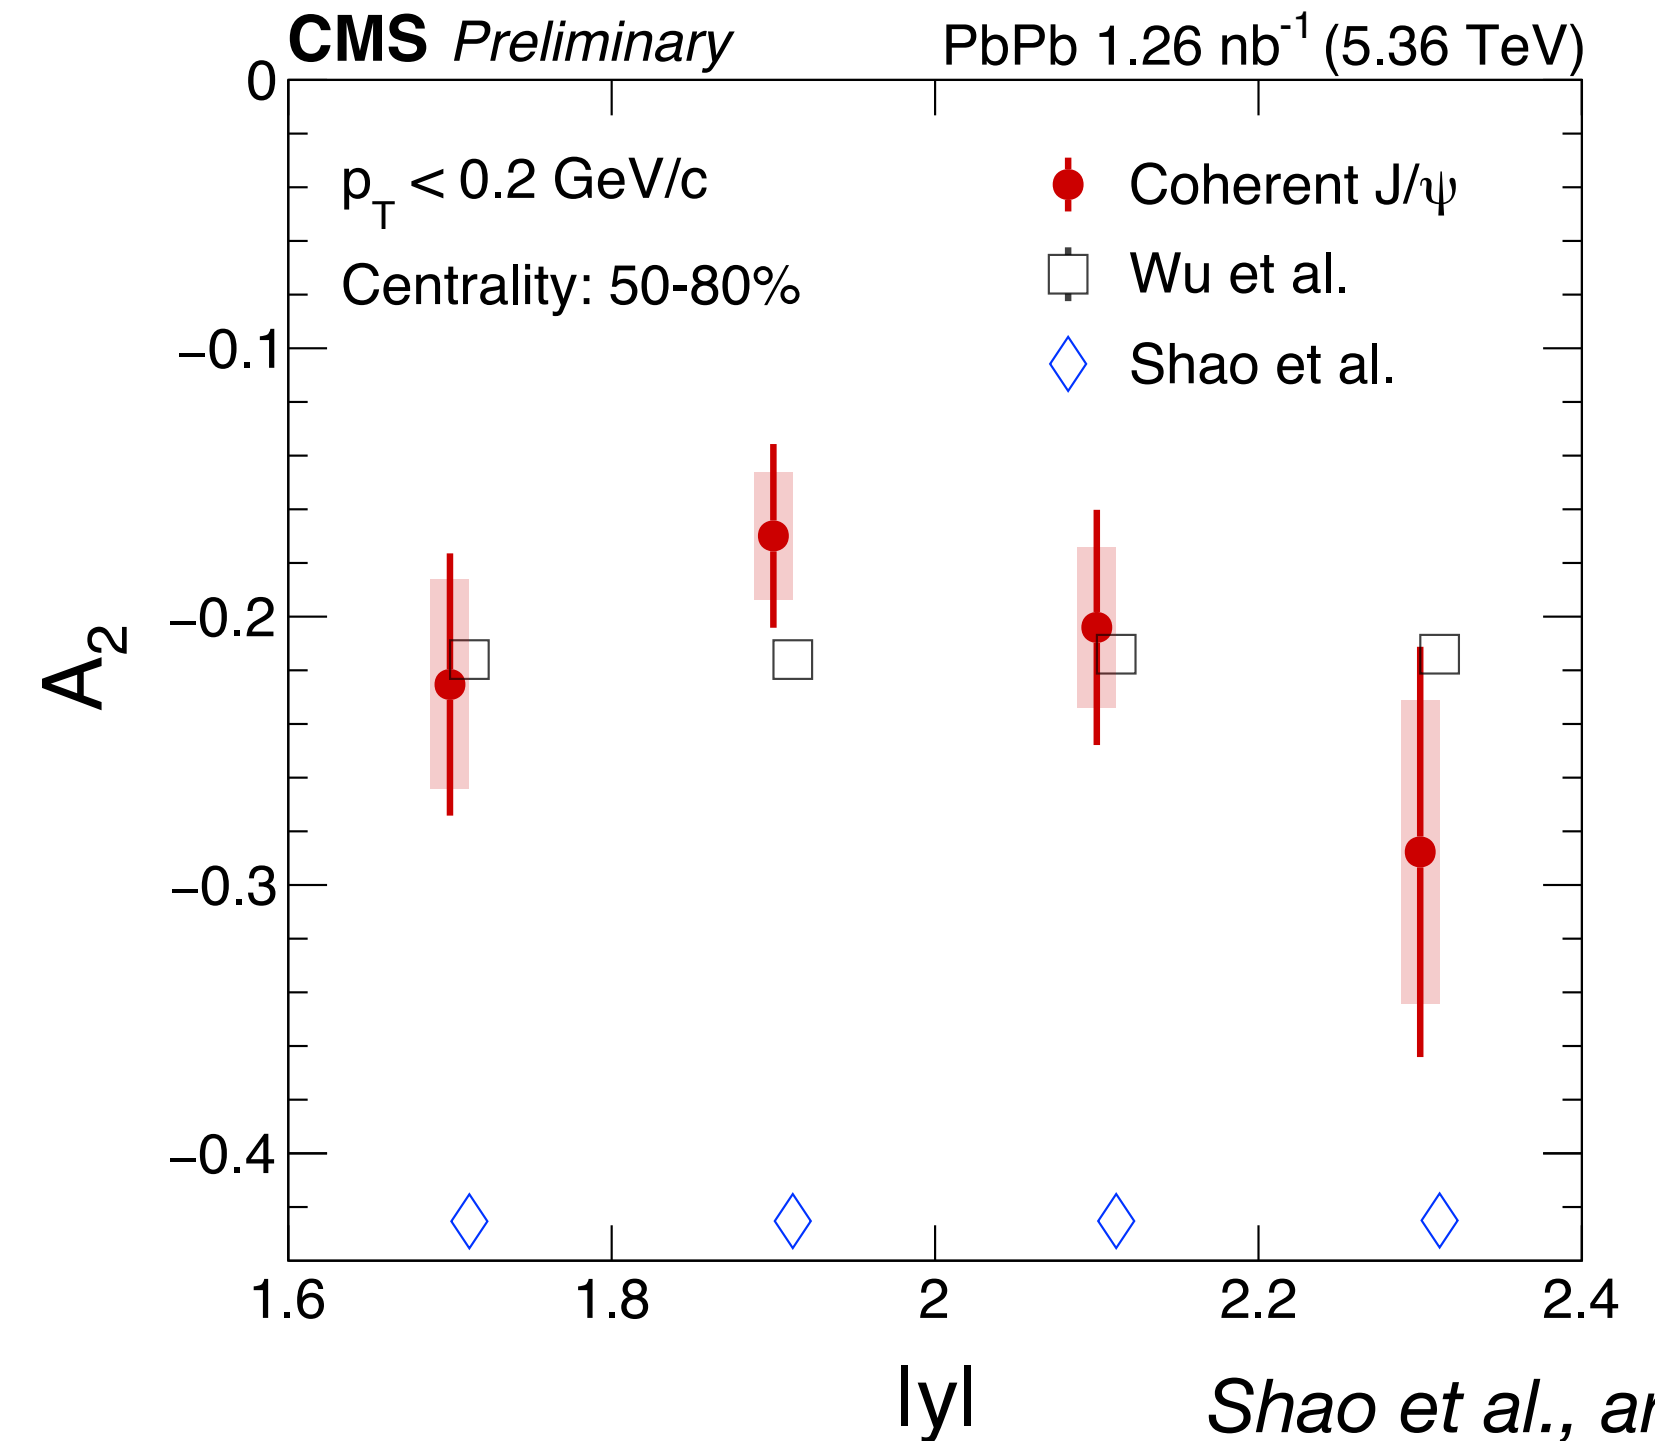 CMS Preliminary PbPb 1.26 nb-1 (5.36 TeV)
0
pT < 0.2 GeV/c
Centrality: 50-80%
Coherent J/ψ
Wu et al.
Shao et al.
−0.1
−0.2
−0.3
−0.4
A2
1.6 1.8 2 2.2 2.4
|y|
Shao et al.,